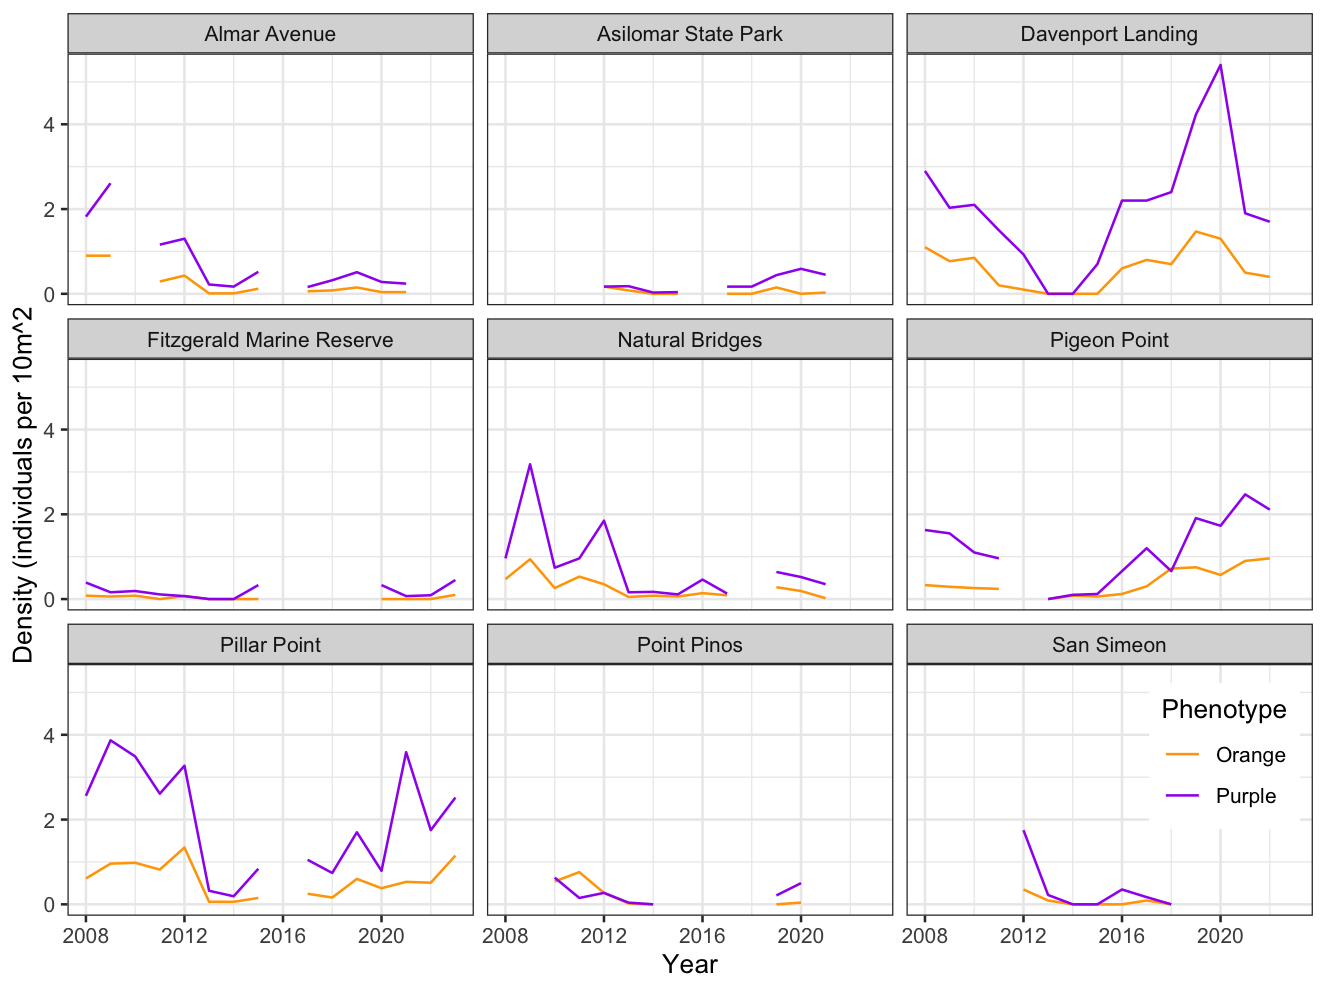 Almar Avenue
Asilomar State Park
Davenport Landing
4
2
0
Fitzgerald Marine Reserve
Natural Bridges
Pigeon Point
4
2
0
Density (individuals per 10m^2
Pillar Point
Point Pinos
San Simeon
4
2
0
Phenotype
Orange
Purple
2008 2012 2016 2020
2008 2012 2016 2020
2008 2012 2016 2020
Year